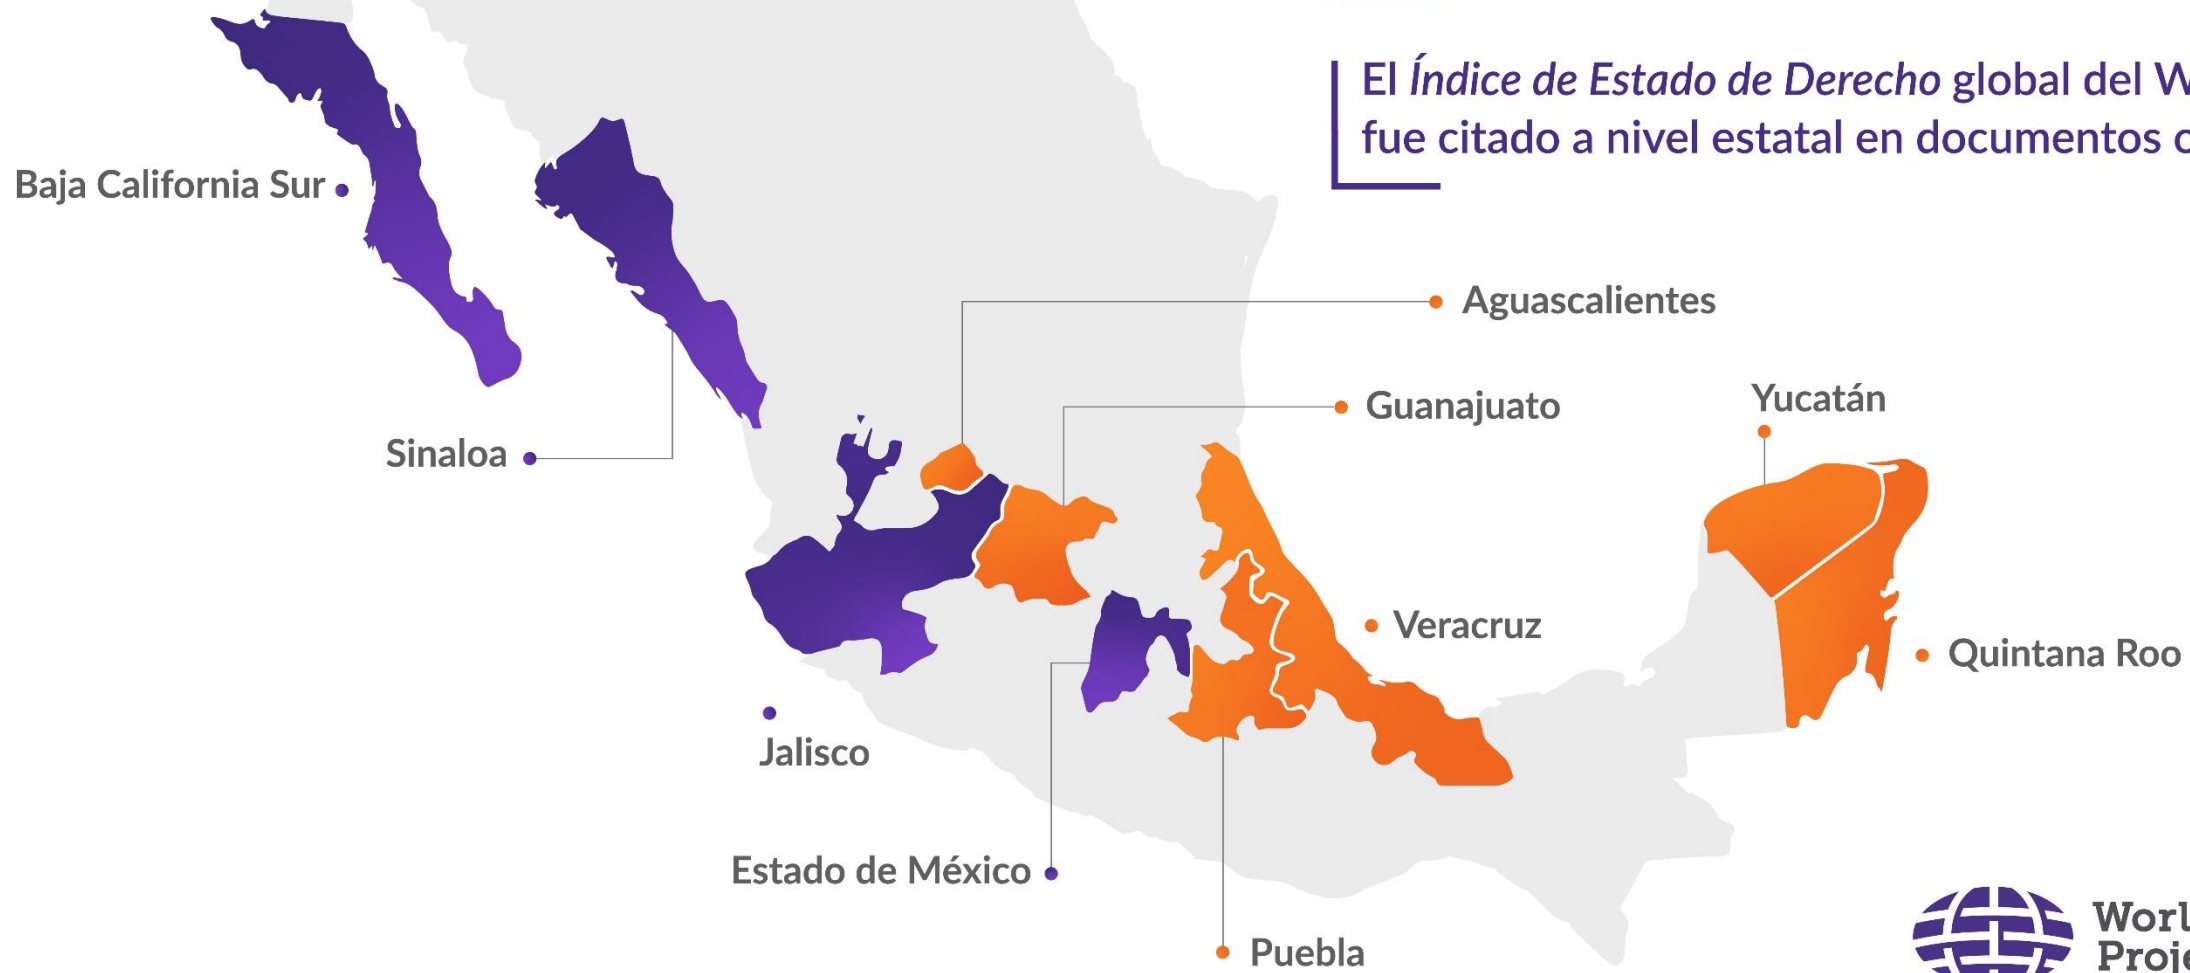 El Índice de Estado de Derecho global del
fue citado a nivel estatal en documentos
Baja California Sur
Aguascalientes
Guanajuato
Yucatán
Sinaloa
Veracruz
Quintana Roo
Jalisco
Estado de México
Puebla